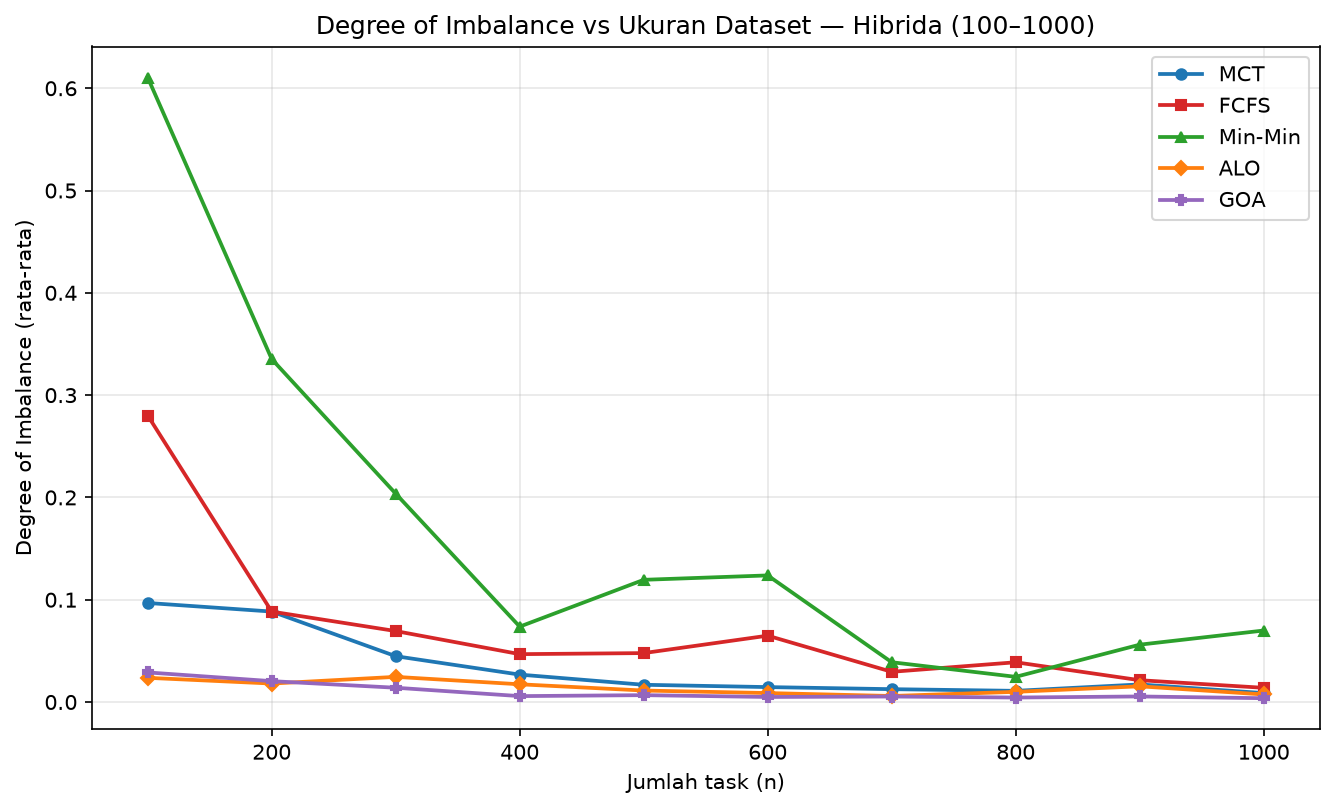 Degree of Imbalance vs Ukuran Dataset — Hibrida (100–1000)
Degree of Imbalance (rata-rata)
0.6
0.5
0.4
0.3
0.2
0.1
0.0
MCT
FCFS
Min-Min
ALO
GOA
200
400
600
800
1000
Jumlah task (n)